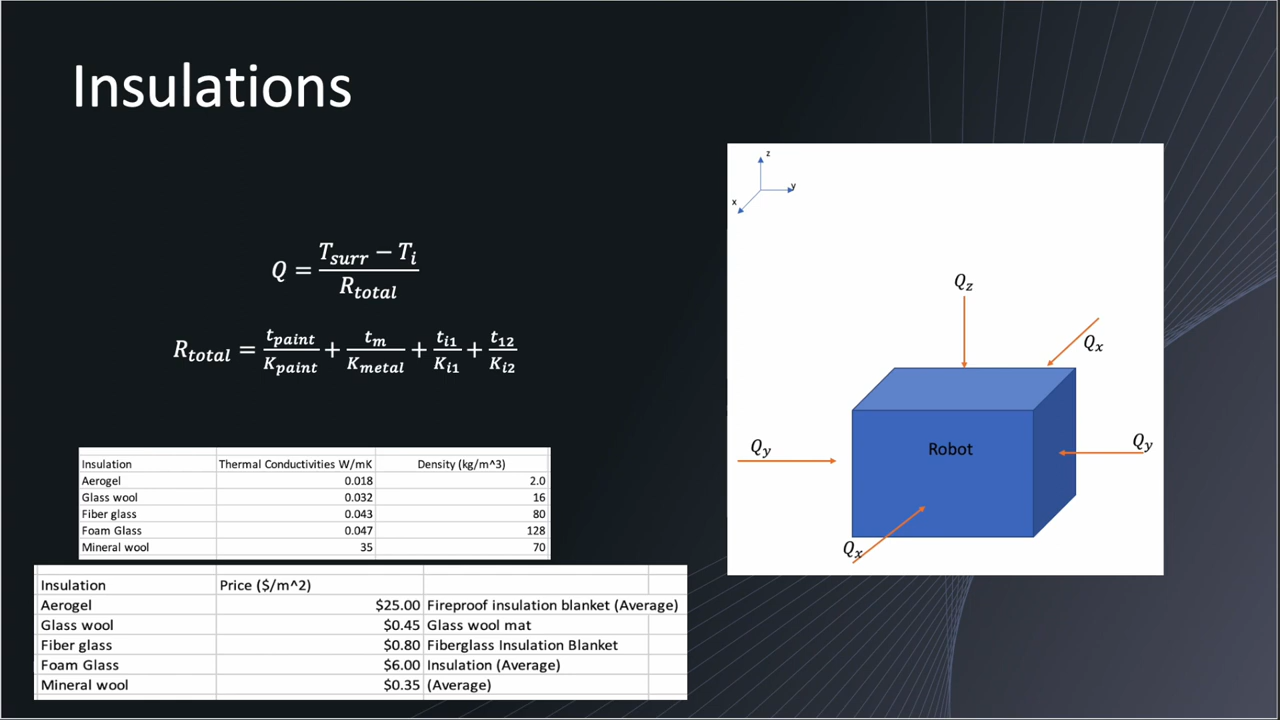 Insulations
Q = (T_surr − T_i) / R_total
R_total = t_paint / K_paint + t_m / K_metal + t_i1 / K_i1 + t_12 / K_i2
Insulation Thermal Conductivities W/mK Density (kg/m^3)
Aerogel 0.018 2.0
Glass wool 0.032 16
Fiber glass 0.043 80
Foam Glass 0.047 128
Mineral wool 35 70
Insulation Price ($/m^2)
Aerogel $25.00 Fireproof insulation blanket (Average)
Glass wool $0.45 Glass wool mat
Fiber glass $0.80 Fiberglass Insulation Blanket
Foam Glass $6.00 Insulation (Average)
Mineral wool $0.35 (Average)
z
y
x
Q_z
Q_x
Q_y
Q_y
Robot
Q_x